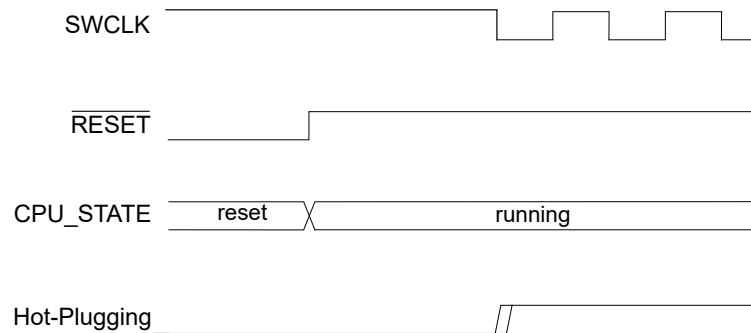 SWCLK
RESET
CPU_STATE reset running
Hot-Plugging